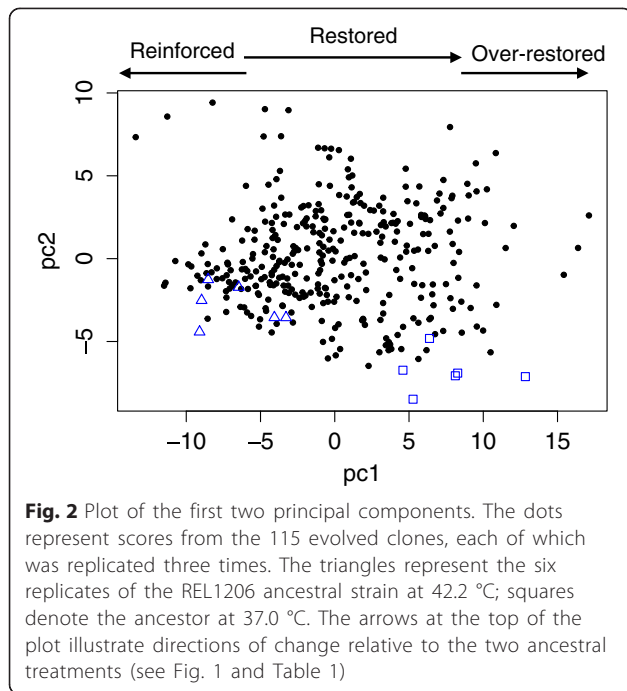 Restored
Reinforced
Over-restored
10
5
0
−5
pc2
−10
−5
0
5
10
15
pc1
Fig. 2 Plot of the first two principal components. The dots
represent scores from the 115 evolved clones, each of which
was replicated three times. The triangles represent the six
replicates of the REL1206 ancestral strain at 42.2 °C; squares
denote the ancestor at 37.0 °C. The arrows at the top of the
plot illustrate directions of change relative to the two ancestral
treatments (see Fig. 1 and Table 1)